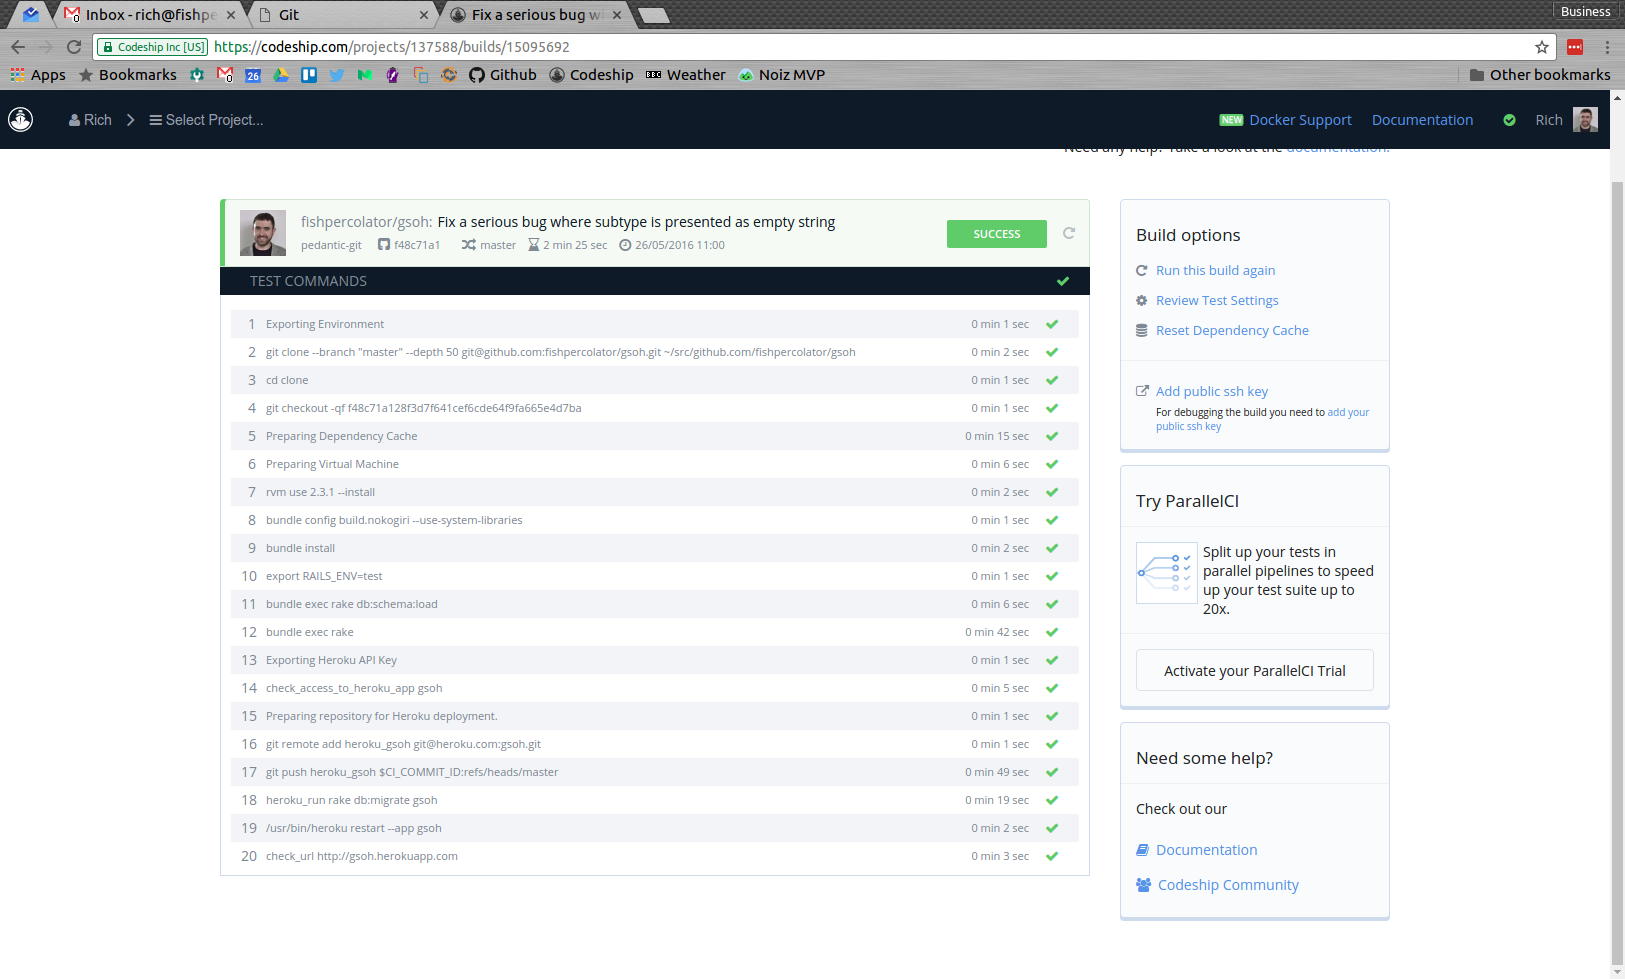 Inbox - rich@fishpe
Git
Fix a serious bug w
Business
Codeship Inc [US] https://codeship.com/projects/137588/builds/15095692
Apps Bookmarks 26 Github Codeship BBC Weather Noiz MVP Other bookmarks
Rich Select Project... NEW Docker Support Documentation Rich
Need any help? Take a look at the documentation.
fishpercolator/gsoh: Fix a serious bug where subtype is presented as empty string
pedantic-git f48c71a1 master 2 min 25 sec 26/05/2016 11:00
SUCCESS
TEST COMMANDS
1 Exporting Environment 0 min 1 sec
2 git clone --branch "master" --depth 50 git@github.com:fishpercolator/gsoh.git ~/src/github.com/fishpercolator/gsoh 0 min 2 sec
3 cd clone 0 min 1 sec
4 git checkout -qf f48c71a128f3d7f641cef6cde64f9fa665e4d7ba 0 min 1 sec
5 Preparing Dependency Cache 0 min 15 sec
6 Preparing Virtual Machine 0 min 6 sec
7 rvm use 2.3.1 --install 0 min 2 sec
8 bundle config build.nokogiri --use-system-libraries 0 min 1 sec
9 bundle install 0 min 2 sec
10 export RAILS_ENV=test 0 min 1 sec
11 bundle exec rake db:schema:load 0 min 6 sec
12 bundle exec rake 0 min 42 sec
13 Exporting Heroku API Key 0 min 1 sec
14 check_access_to_heroku_app gsoh 0 min 5 sec
15 Preparing repository for Heroku deployment. 0 min 1 sec
16 git remote add heroku_gsoh git@heroku.com:gsoh.git 0 min 1 sec
17 git push heroku_gsoh $CI_COMMIT_ID:refs/heads/master 0 min 49 sec
18 heroku_run rake db:migrate gsoh 0 min 19 sec
19 /usr/bin/heroku restart --app gsoh 0 min 2 sec
20 check_url http://gsoh.herokuapp.com 0 min 3 sec
Build options
Run this build again
Review Test Settings
Reset Dependency Cache
Add public ssh key
For debugging the build you need to add your
public ssh key
Try ParallelCI
Split up your tests in
parallel pipelines to speed
up your test suite up to
20x.
Activate your ParallelCI Trial
Need some help?
Check out our
Documentation
Codeship Community